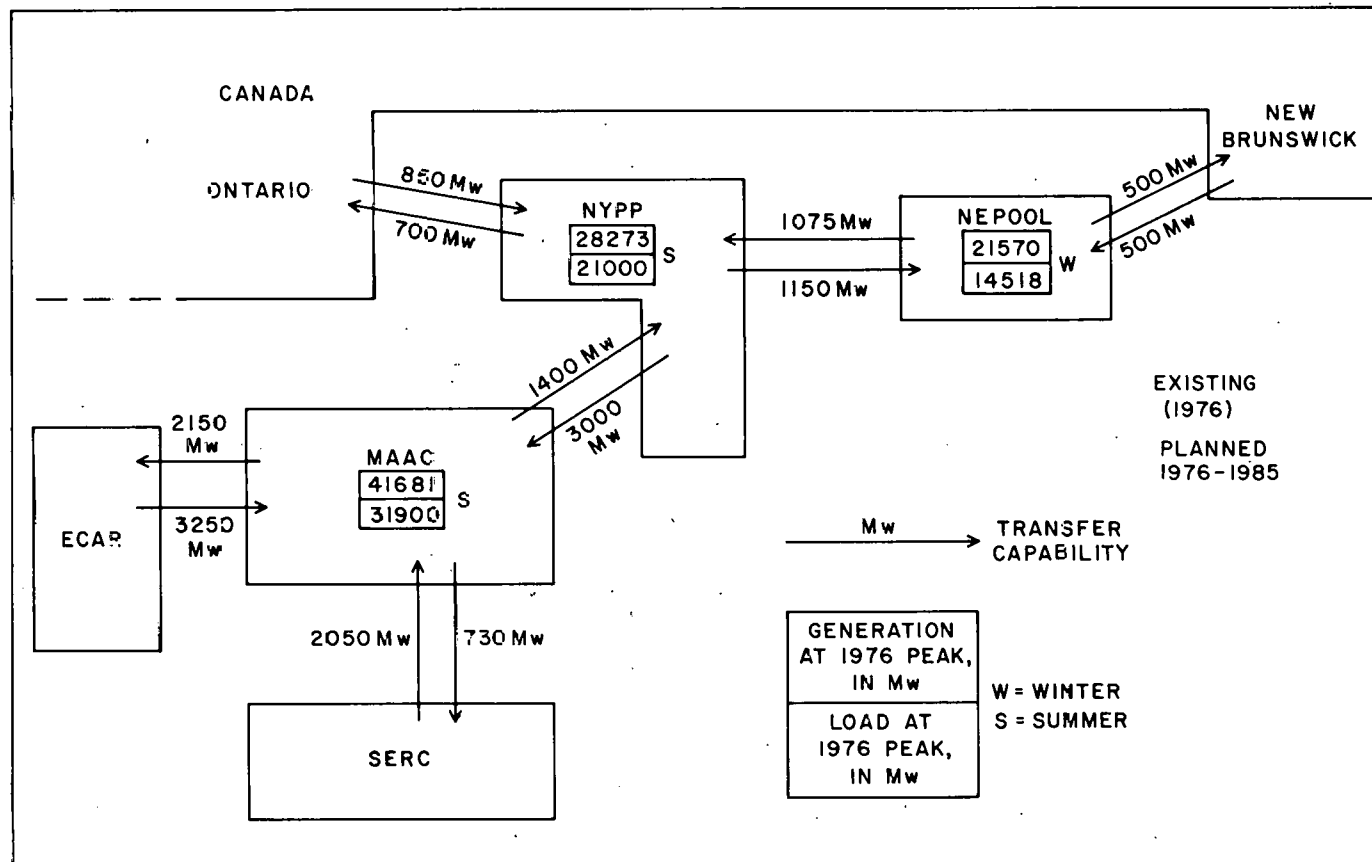 CANADA
ONTARIO
NEW
BRUNSWICK
850 Mw
700 Mw
NYPP
28273
21000
S
1075 Mw
1150 Mw
NEPOOL
21570
14518
W
500 Mw
500 Mw
1400 Mw
3000
Mw
EXISTING
(1976)
PLANNED
1976-1985
2150
Mw
3250
Mw
ECAR
MAAC
41681
31900
S
Mw
TRANSFER
CAPABILITY
2050 Mw
730 Mw
SERC
GENERATION
AT 1976 PEAK,
IN Mw
LOAD AT
1976 PEAK,
IN Mw
W = WINTER
S = SUMMER